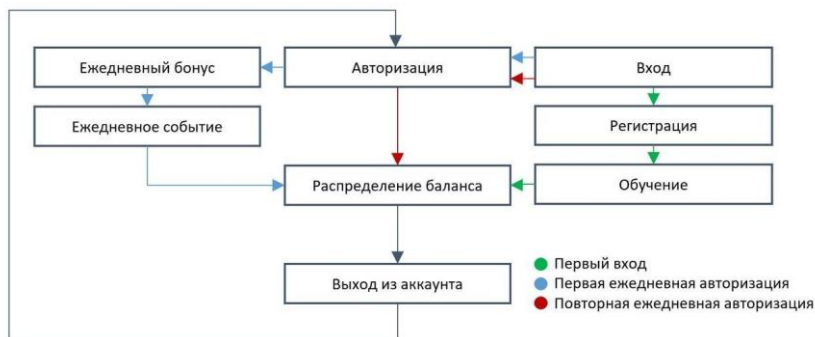 Ежедневный бонус
Авторизация
Вход
Ежедневное событие
Регистрация
Распределение баланса
Обучение
Выход из аккаунта
Первый вход
Первая ежедневная авторизация
Повторная ежедневная авторизация